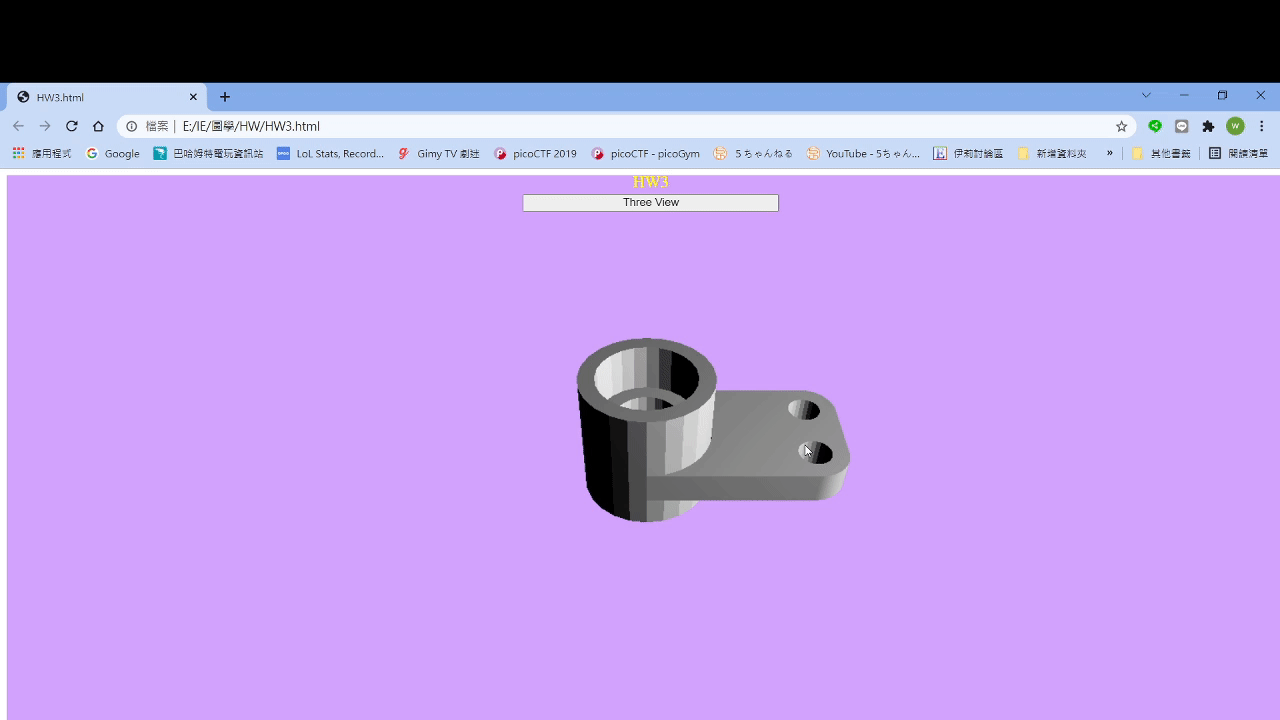 HW3.html
檔案 | E:/IE/圖學/HW/HW3.html
W
應用程式 Google 巴哈姆特電玩資訊站 LoL Stats, Record... Gimy TV 劇迷 picoCTF 2019 picoCTF - picoGym 5ちゃんねる YouTube - 5ちゃん... 伊莉討論區 新增資料夾 » 其他書籤 閱讀清單
HW3
Three View